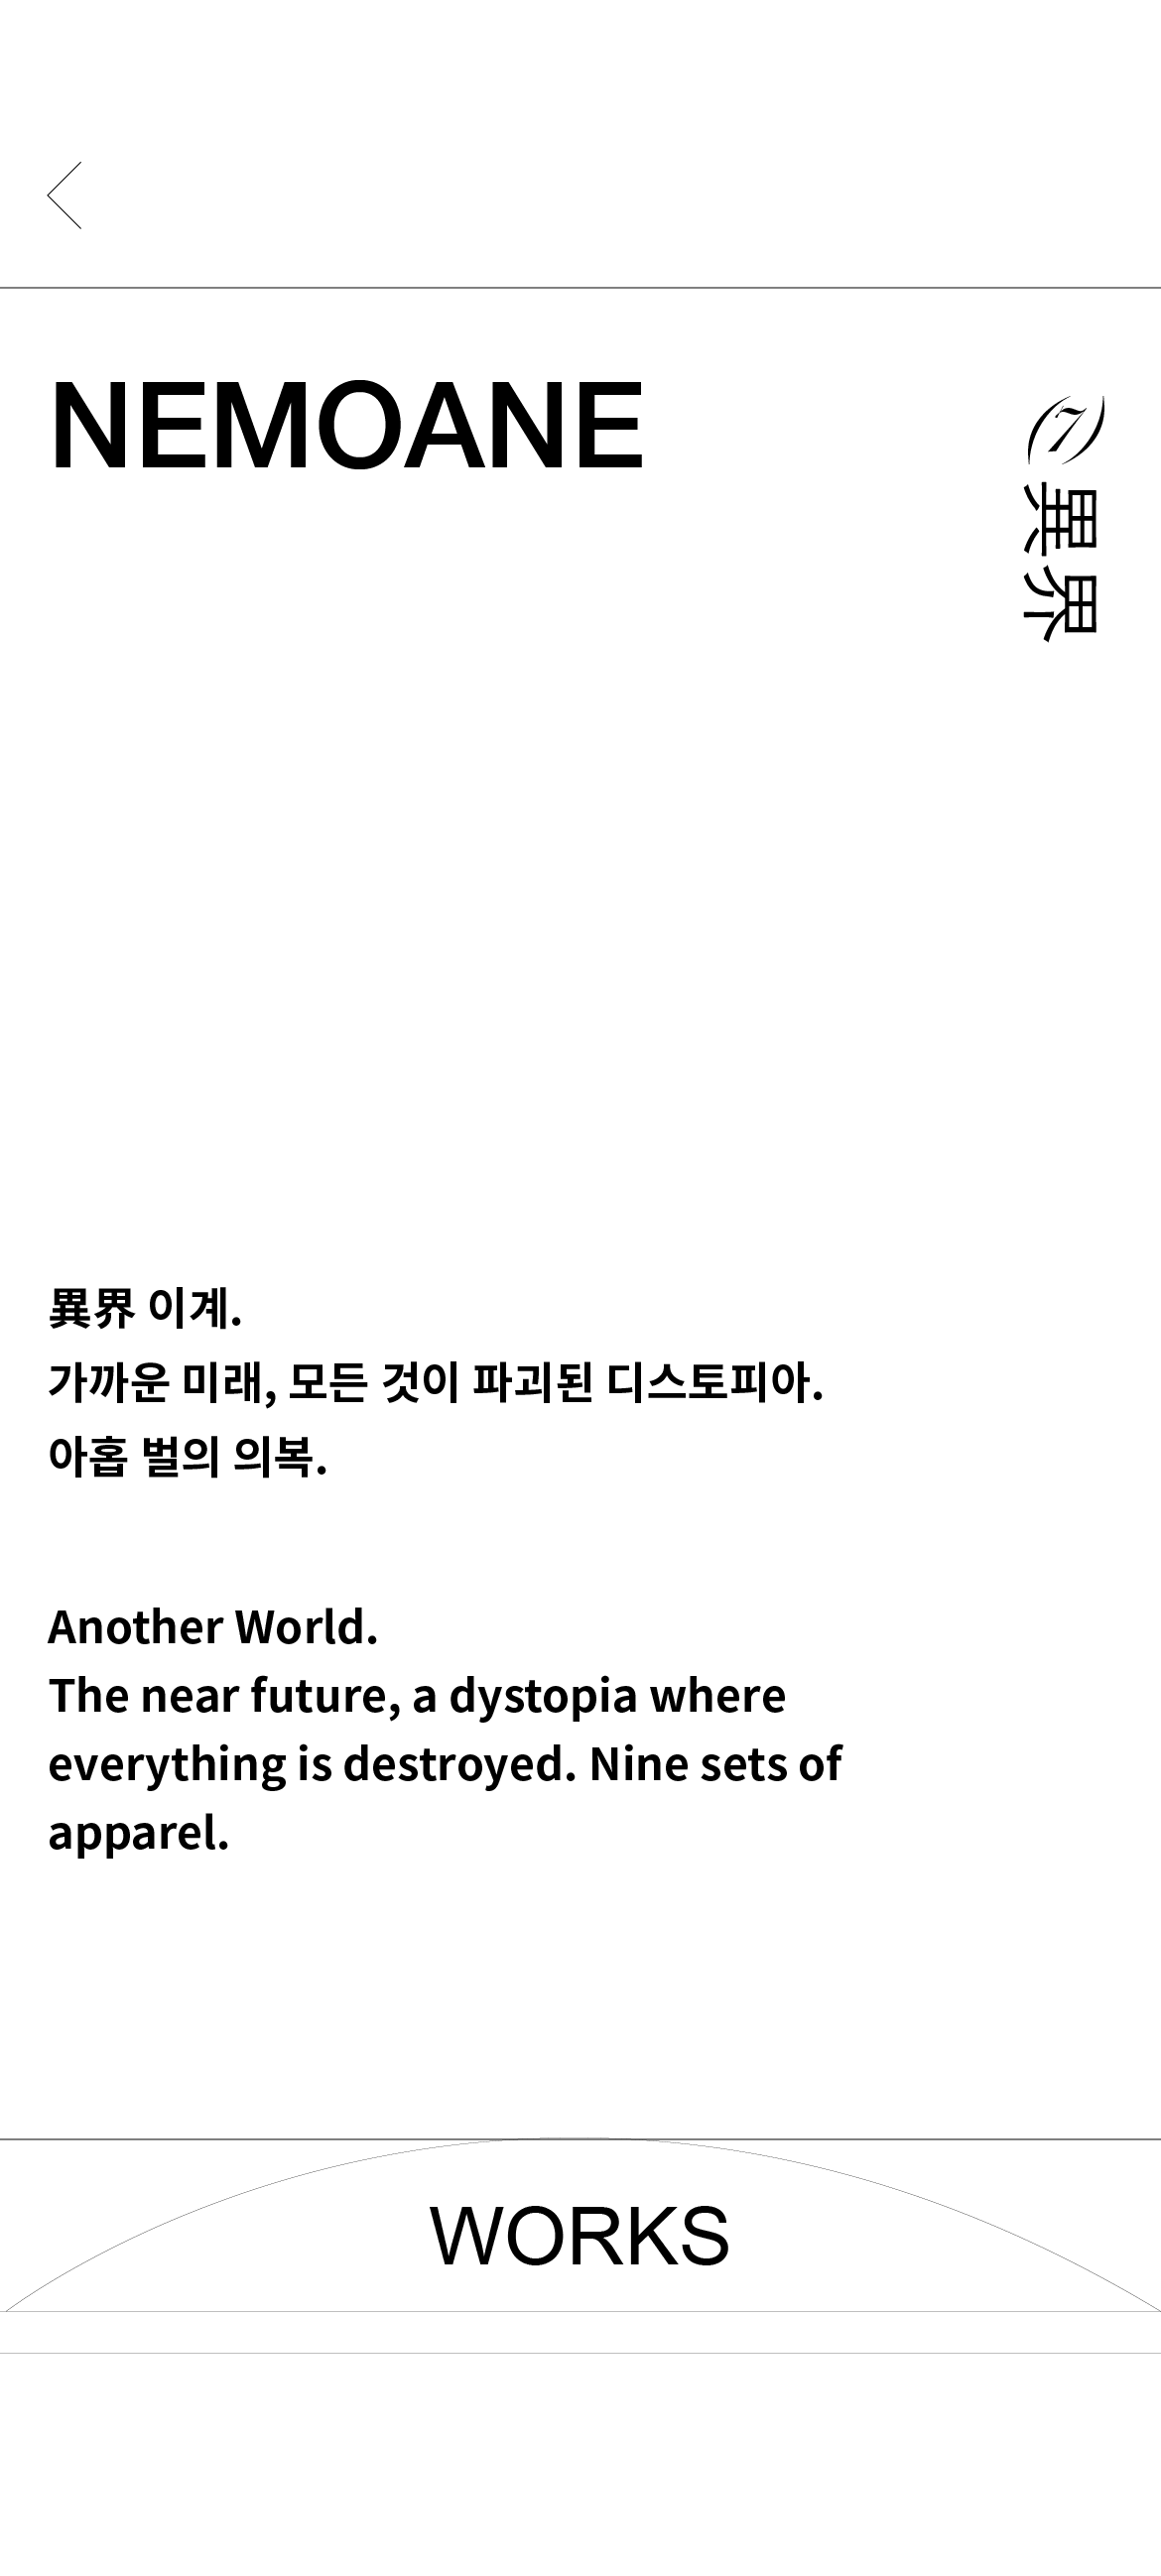 NEMOANE
(7) 異界
異界 이계.
가까운 미래, 모든 것이 파괴된 디스토피아.
아홉 벌의 의복.
Another World.
The near future, a dystopia where
everything is destroyed. Nine sets of
apparel.
WORKS